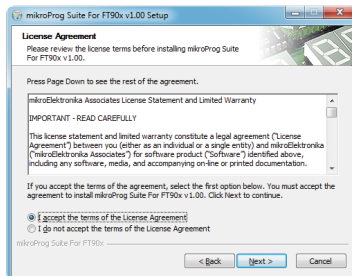 mikroProg Suite For FT90x v1.00 Setup
License Agreement
Please review the license terms before installing mikroProg Suite
For FT90x v1.00.
Press Page Down to see the rest of the agreement.
mikroElektronika Associates License Statement and Limited Warranty
IMPORTANT - READ CAREFULLY
This license statement and limited warranty constitute a legal agreement ("License
Agreement") between you (either as an individual or a single entity) and mikroElektronika
("mikroElektronika Associates") for software product ("Software") identified above,
including any software, media, and accompanying on-line or printed documentation.
If you accept the terms of the agreement, select the first option below. You must accept the
agreement to install mikroProg Suite For FT90x v1.00. Click Next to continue.
I accept the terms of the License Agreement
I do not accept the terms of the License Agreement
mikroProg Suite For FT90x
< Back Next > Cancel